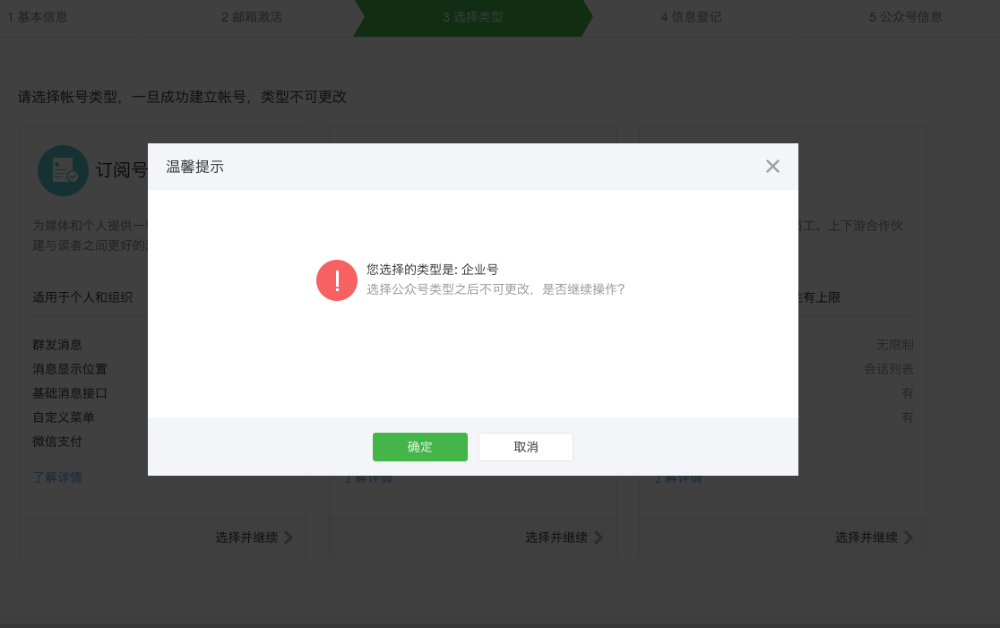 1 基本信息
2 邮箱激活
3 选择类型
4 信息登记
5 公众号信息
请选择帐号类型，一旦成功建立帐号，类型不可更改
订阅号
为媒体和个人提供一
建与读者之间更好的
适用于个人和组织
群发消息
消息显示位置
基础消息接口
自定义菜单
微信支付
了解详情
选择并继续
温馨提示
您选择的类型是: 企业号
选择公众号类型之后不可更改，是否继续操作?
确定
取消
了解详情
选择并继续
工、上下游合作伙
有上限
无限制
会话列表
有
有
了解详情
选择并继续